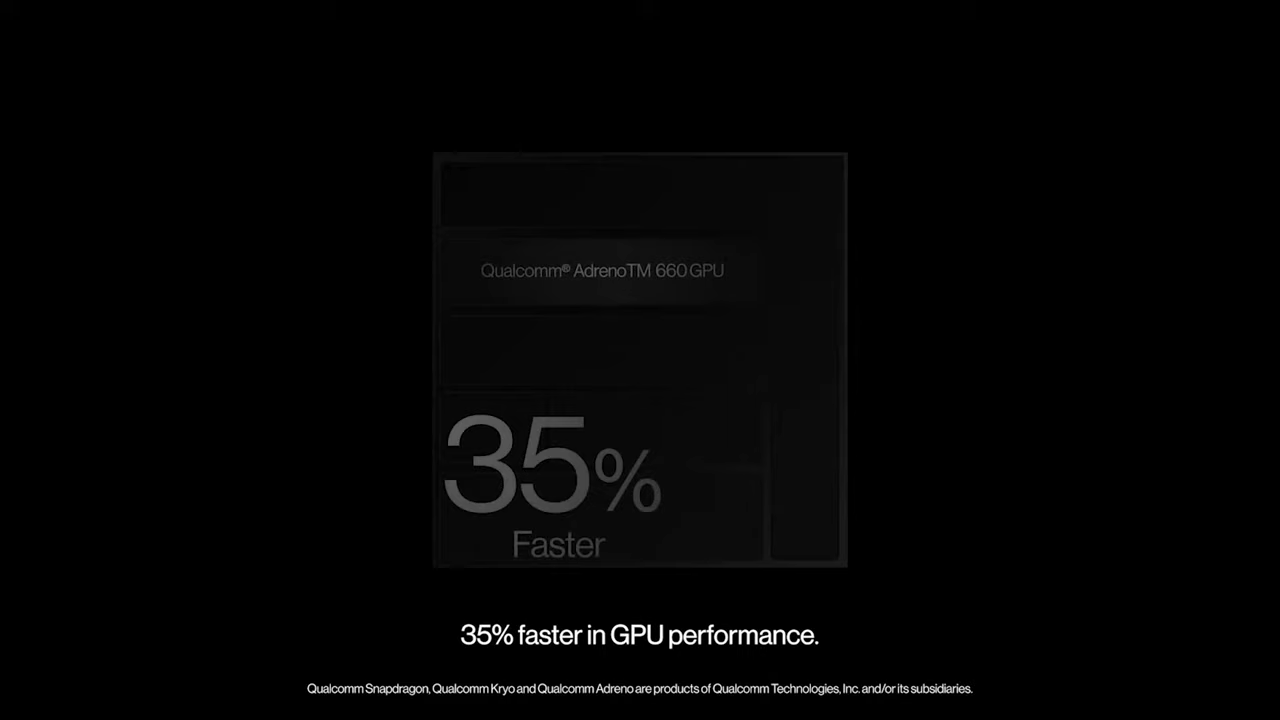 Qualcomm® AdrenoTM 660 GPU
35%
Faster
35% faster in GPU performance.
Qualcomm Snapdragon, Qualcomm Kryo and Qualcomm Adreno are products of Qualcomm Technologies, Inc. and/or its subsidiaries.